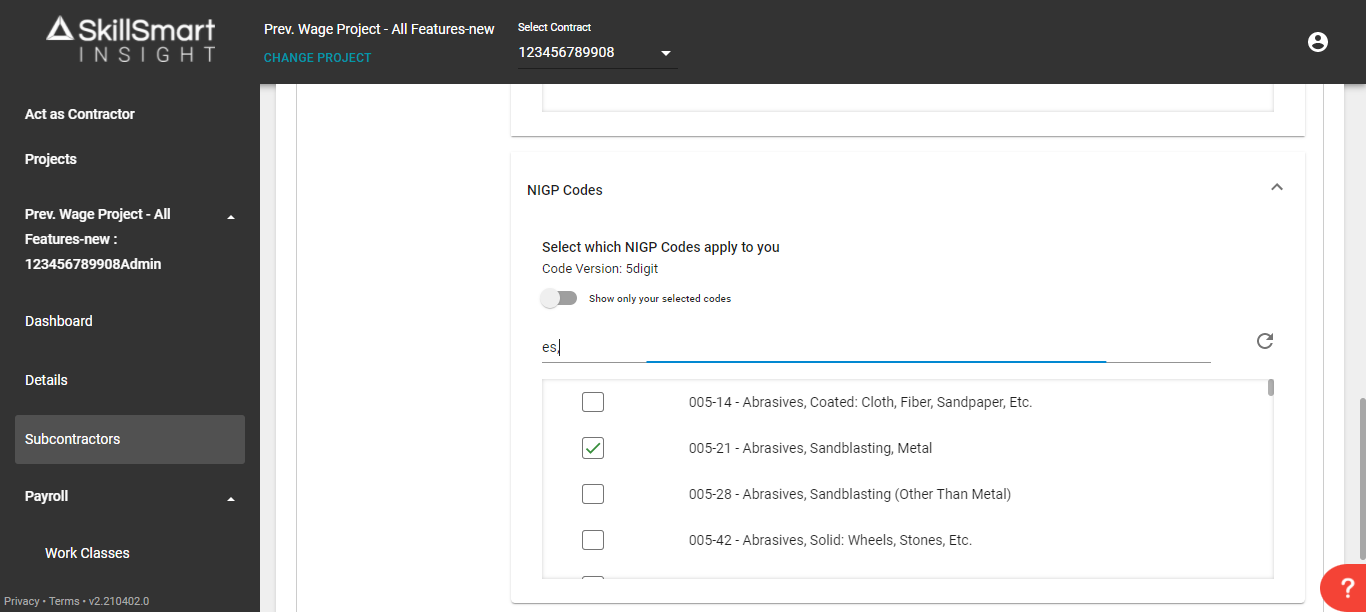 SkillSmart
INSIGHT
Prev. Wage Project - All Features-new
CHANGE PROJECT
Select Contract
123456789908
Act as Contractor
Projects
Prev. Wage Project - All
Features-new :
123456789908Admin
Dashboard
Details
Subcontractors
Payroll
Work Classes
Privacy • Terms • v2.210402.0
NIGP Codes
Select which NIGP Codes apply to you
Code Version: 5digit
Show only your selected codes
es,
005-14 - Abrasives, Coated: Cloth, Fiber, Sandpaper, Etc.
005-21 - Abrasives, Sandblasting, Metal
005-28 - Abrasives, Sandblasting (Other Than Metal)
005-42 - Abrasives, Solid: Wheels, Stones, Etc.
?